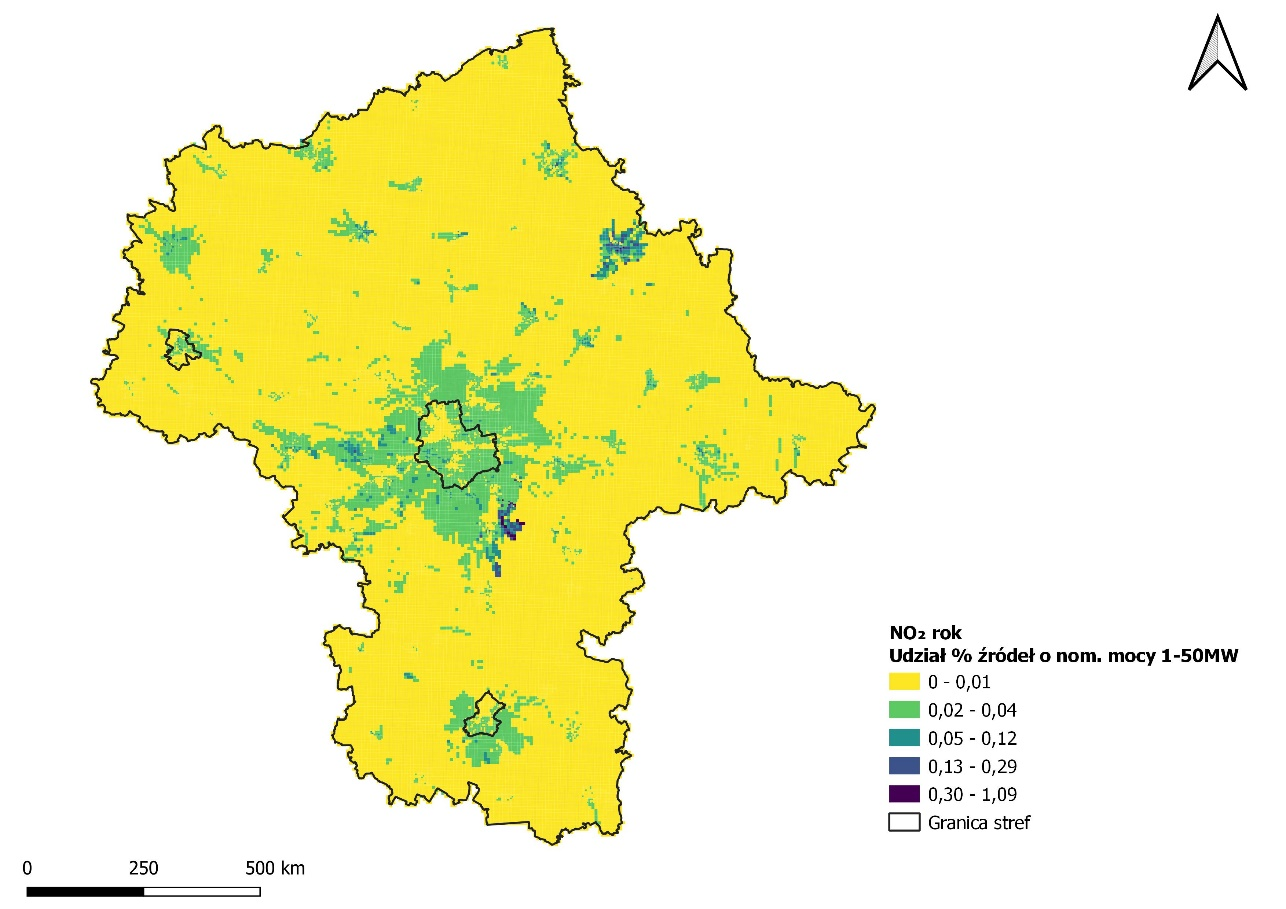 NO₂ rok
Udział % źródeł o nom. mocy 1-50MW
0 - 0,01
0,02 - 0,04
0,05 - 0,12
0,13 - 0,29
0,30 - 1,09
Granica stref
0 250 500 km